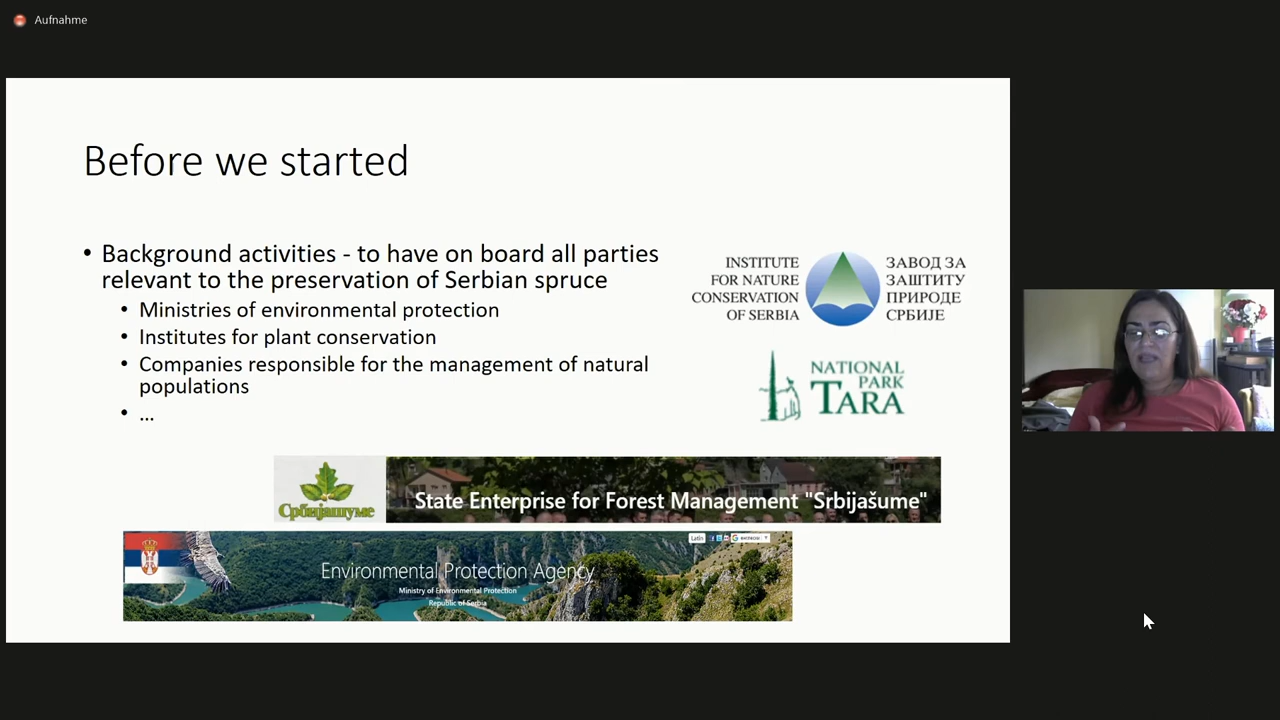 Aufnahme
Before we started
• Background activities - to have on board all parties
relevant to the preservation of Serbian spruce
• Ministries of environmental protection
• Institutes for plant conservation
• Companies responsible for the management of natural
populations
• ...
INSTITUTE
FOR NATURE
CONSERVATION
OF SERBIA
ЗАВОД ЗА
ЗАШТИТУ
ПРИРОДЕ
СРБИЈЕ
NATIONAL
PARK
TARA
Србијашуме
State Enterprise for Forest Management "Srbijašume"
Latin
Environmental Protection Agency
Ministry of Environmental Protection
Republic of Serbia